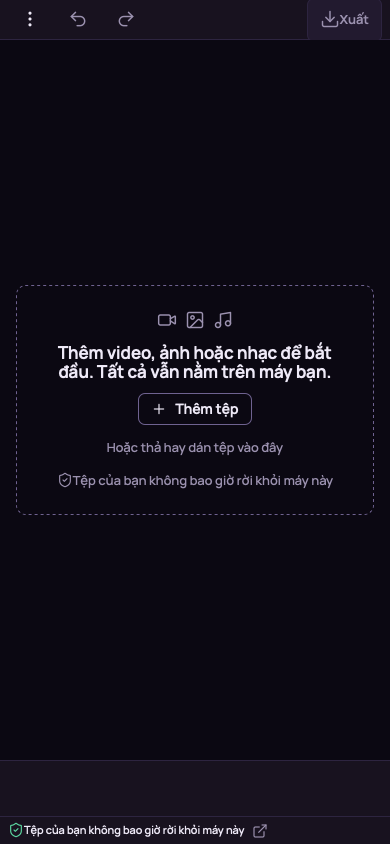 Xuất
Thêm video, ảnh hoặc nhạc để bắt
đầu. Tất cả vẫn nằm trên máy bạn.
Thêm tệp
Hoặc thả hay dán tệp vào đây
Tệp của bạn không bao giờ rời khỏi máy này
Tệp của bạn không bao giờ rời khỏi máy này